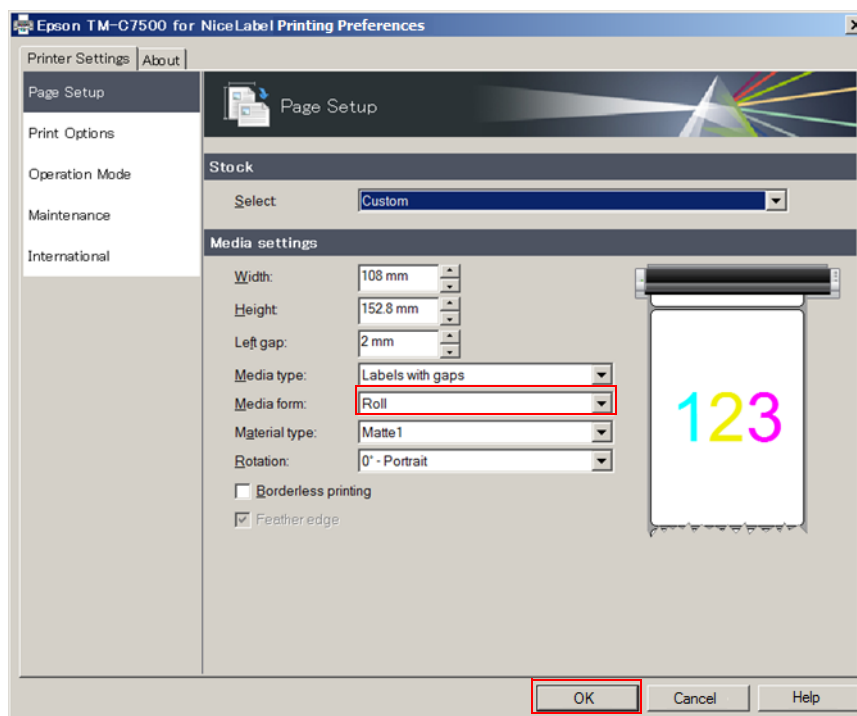 Epson TM-C7500 for NiceLabel Printing Preferences
Printer Settings About
Page Setup
Print Options
Operation Mode
Maintenance
International
Page Setup
Stock
Select: Custom
Media settings
Width: 108 mm
Height: 152.8 mm
Left gap: 2 mm
Media type: Labels with gaps
Media form: Roll
Material type: Matte1
Rotation: 0° - Portrait
Borderless printing
Feather edge
123
OK Cancel Help